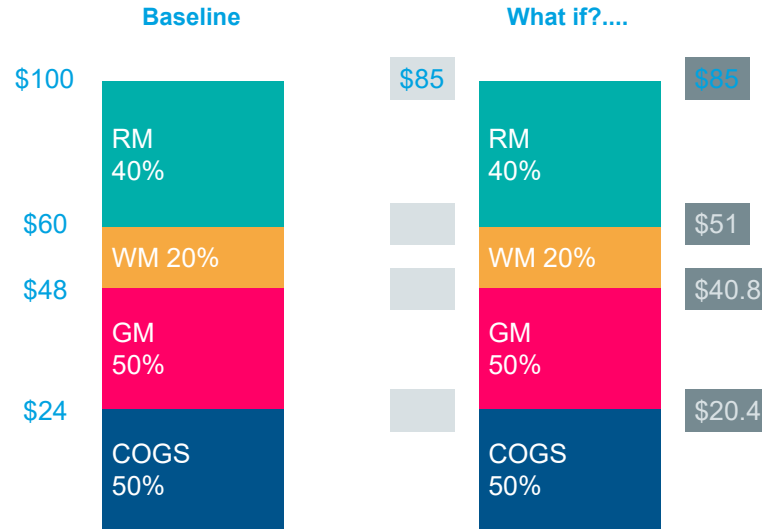 Baseline
What if?....
$100
RM
40%
$60
WM 20%
$48
GM
50%
$24
COGS
50%
$85
RM
40%
WM 20%
GM
50%
COGS
50%
$85
$51
$40.8
$20.4